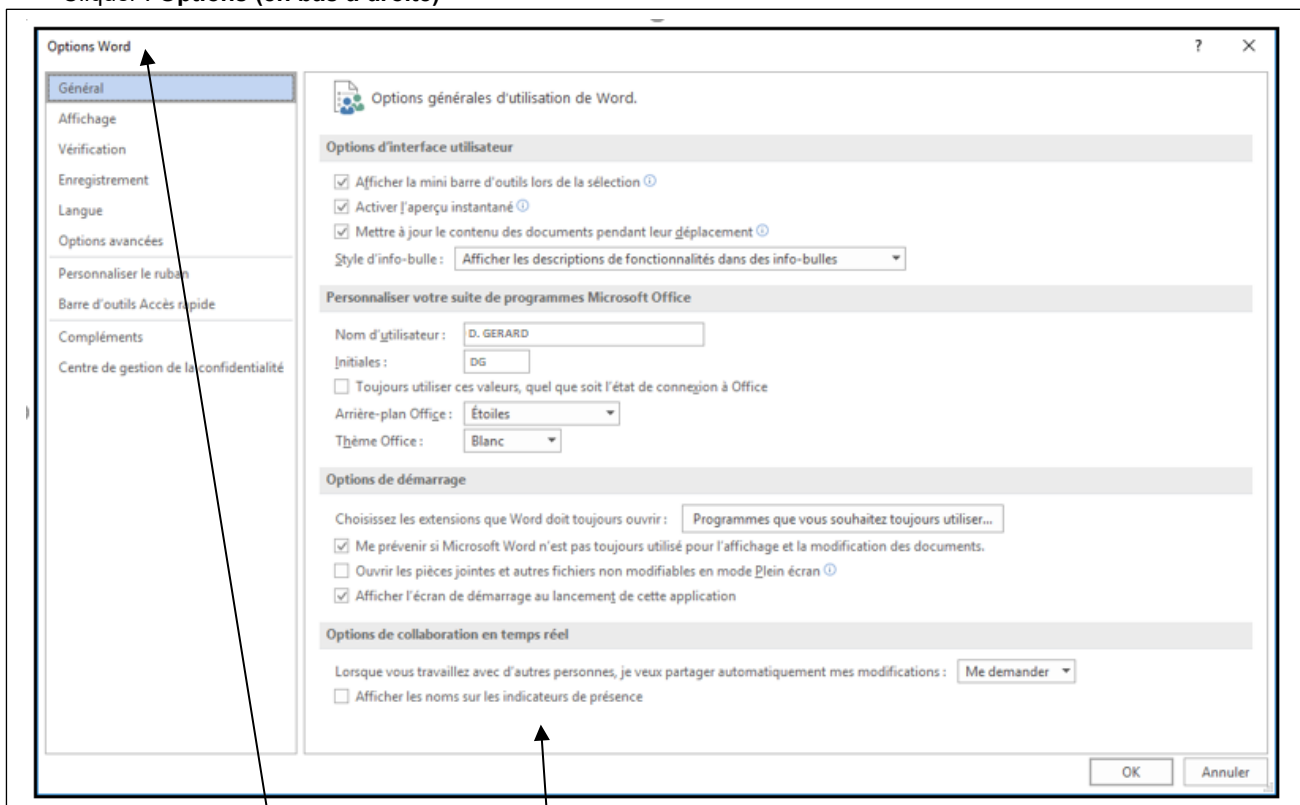 Cliquer : Options (en bas à droite)
Options Word
? ×
Général
Affichage
Vérification
Enregistrement
Langue
Options avancées
Personnaliser le ruban
Barre d'outils Accès rapide
Compléments
Centre de gestion de la confidentialité
Options générales d'utilisation de Word.
Options d'interface utilisateur
Afficher la mini barre d'outils lors de la sélection
Activer l'aperçu instantané
Mettre à jour le contenu des documents pendant leur déplacement
Style d'info-bulle : Afficher les descriptions de fonctionnalités dans des info-bulles
Personnaliser votre suite de programmes Microsoft Office
Nom d'utilisateur : D. GERARD
Initiales : DG
Toujours utiliser ces valeurs, quel que soit l'état de connexion à Office
Arrière-plan Office : Étoiles
Thème Office : Blanc
Options de démarrage
Choisissez les extensions que Word doit toujours ouvrir : Programmes que vous souhaitez toujours utiliser...
Me prévenir si Microsoft Word n'est pas toujours utilisé pour l'affichage et la modification des documents.
Ouvrir les pièces jointes et autres fichiers non modifiables en mode Plein écran
Afficher l'écran de démarrage au lancement de cette application
Options de collaboration en temps réel
Lorsque vous travaillez avec d'autres personnes, je veux partager automatiquement mes modifications : Me demander
Afficher les noms sur les indicateurs de présence
OK Annuler